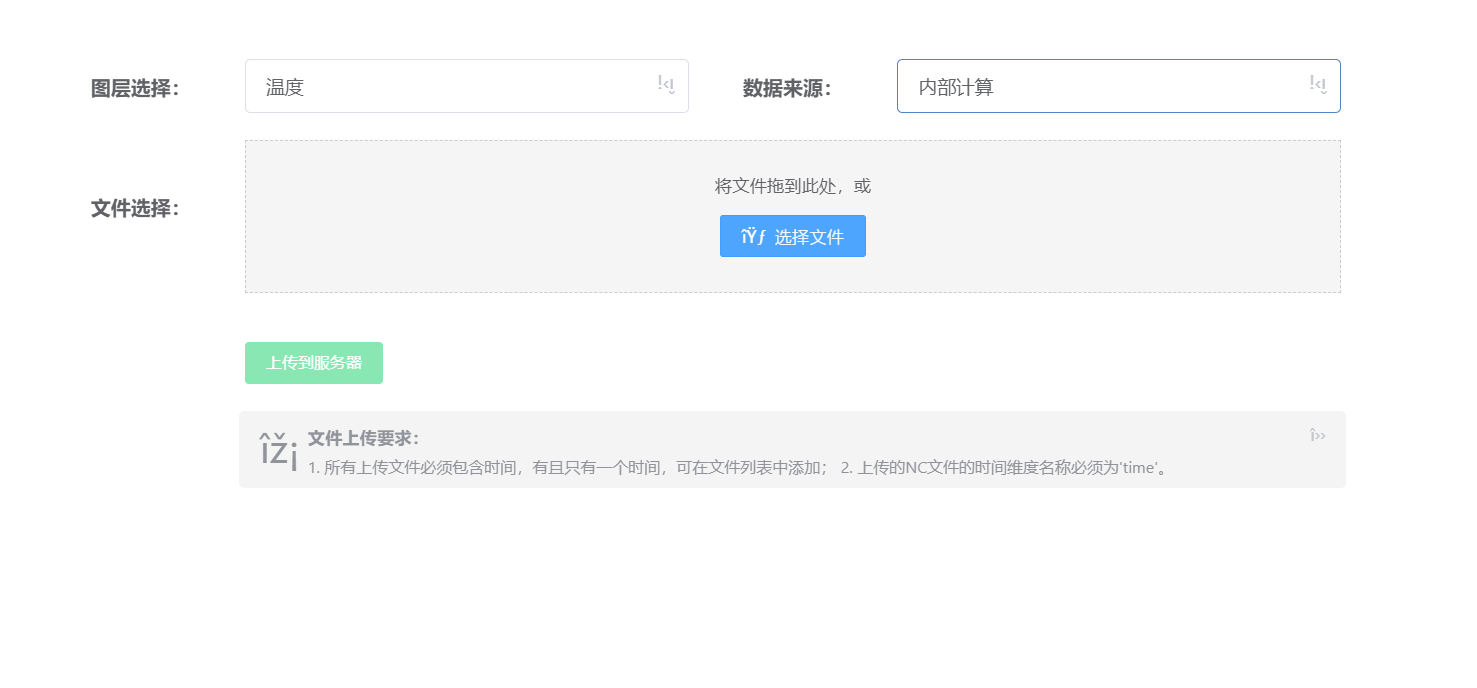 图层选择：
温度
数据来源：
内部计算
文件选择：
将文件拖到此处，或
îŸƒ 选择文件
上传到服务器
îž¡ 文件上传要求：
1. 所有上传文件必须包含时间，有且只有一个时间，可在文件列表中添加； 2. 上传的NC文件的时间维度名称必须为'time'。